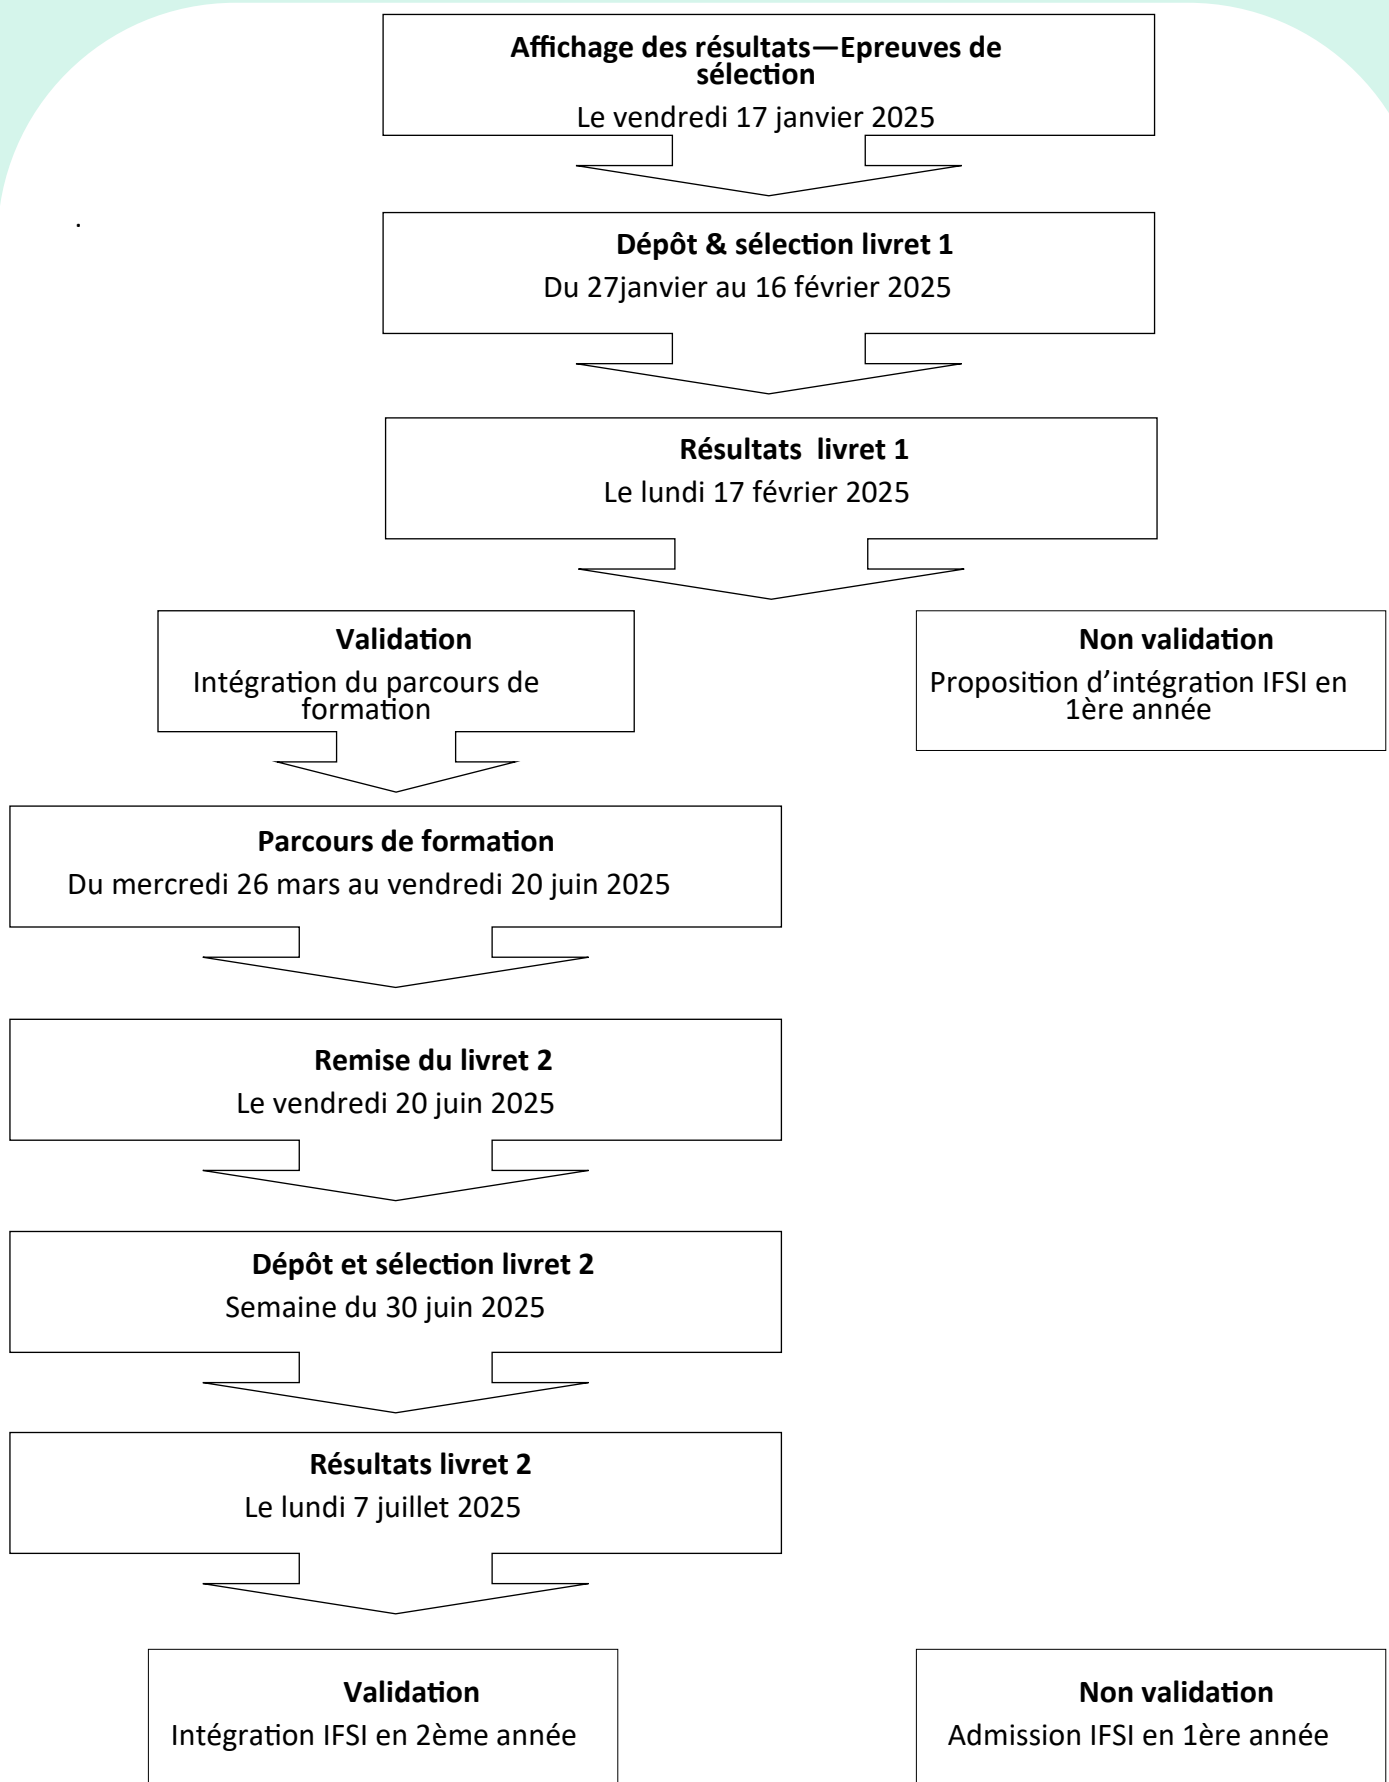 Affichage des résultats—Epreuves de
sélection
Le vendredi 17 janvier 2025
.
Dépôt & sélection livret 1
Du 27janvier au 16 février 2025
Résultats  livret 1
Le lundi 17 février 2025
Validation
Intégration du parcours de
formation
Non validation
Proposition d’intégration IFSI en
1ère année
Parcours de formation
Du mercredi 26 mars au vendredi 20 juin 2025
Remise du livret 2
Le vendredi 20 juin 2025
Dépôt et sélection livret 2
Semaine du 30 juin 2025
Résultats livret 2
Le lundi 7 juillet 2025
Validation
Intégration IFSI en 2ème année
Non validation
Admission IFSI en 1ère année